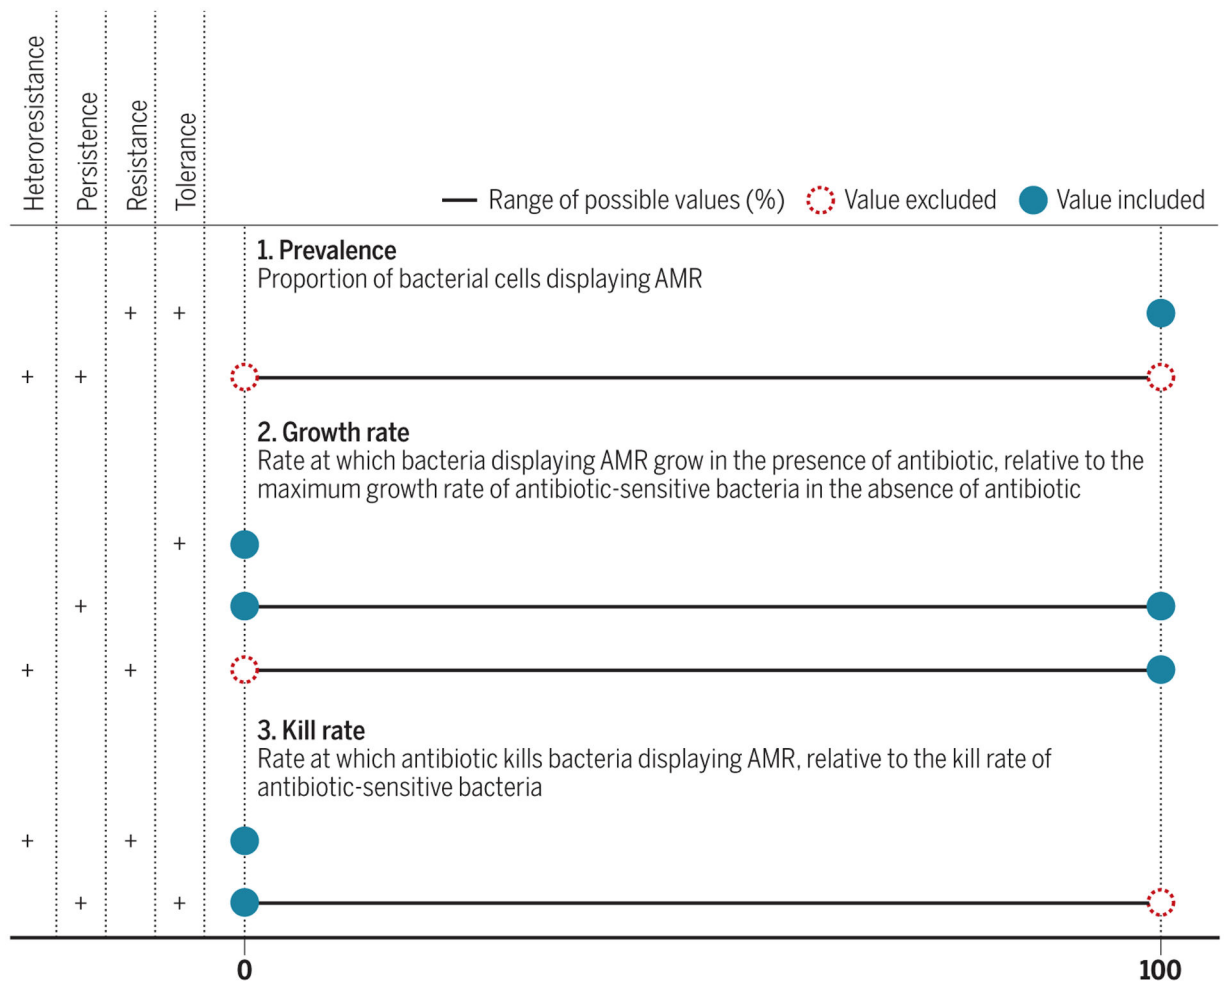 Heteroresistance
Persistence
Resistance
Tolerance
Range of possible values (%) Value excluded Value included
1. Prevalence
Proportion of bacterial cells displaying AMR
+ +
+ +
2. Growth rate
Rate at which bacteria displaying AMR grow in the presence of antibiotic, relative to the
maximum growth rate of antibiotic-sensitive bacteria in the absence of antibiotic
+
+
+ +
3. Kill rate
Rate at which antibiotic kills bacteria displaying AMR, relative to the kill rate of
antibiotic-sensitive bacteria
+ +
+ +
0 100